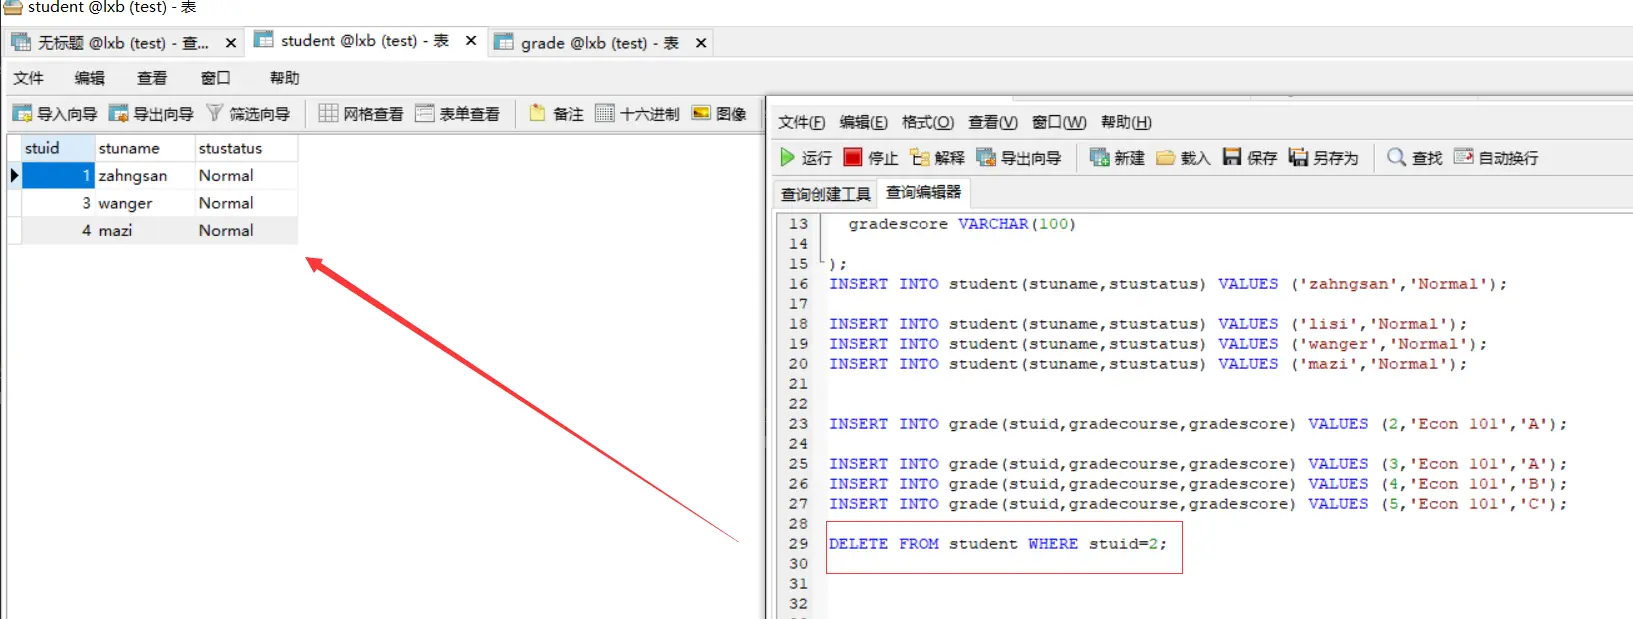 student @lxb (test) - 表
无标题 @lxb (test) - 查... student @lxb (test) - 表 grade @lxb (test) - 表
文件 编辑 查看 窗口 帮助
导入向导 导出向导 筛选向导 网格查看 表单查看 备注 十六进制 图像
stuid stuname stustatus
1 zahngsan Normal
3 wanger Normal
4 mazi Normal
文件(F) 编辑(E) 格式(O) 查看(V) 窗口(W) 帮助(H)
运行 停止 解释 导出向导 新建 载入 保存 另存为 查找 自动换行
查询创建工具 查询编辑器
13 gradescore VARCHAR(100)
14
15 );
16 INSERT INTO student(stuname,stustatus) VALUES ('zahngsan','Normal');
17
18 INSERT INTO student(stuname,stustatus) VALUES ('lisi','Normal');
19 INSERT INTO student(stuname,stustatus) VALUES ('wanger','Normal');
20 INSERT INTO student(stuname,stustatus) VALUES ('mazi','Normal');
21
22
23 INSERT INTO grade(stuid,gradecourse,gradescore) VALUES (2,'Econ 101','A');
24
25 INSERT INTO grade(stuid,gradecourse,gradescore) VALUES (3,'Econ 101','A');
26 INSERT INTO grade(stuid,gradecourse,gradescore) VALUES (4,'Econ 101','B');
27 INSERT INTO grade(stuid,gradecourse,gradescore) VALUES (5,'Econ 101','C');
28
29 DELETE FROM student WHERE stuid=2;
30
31
32